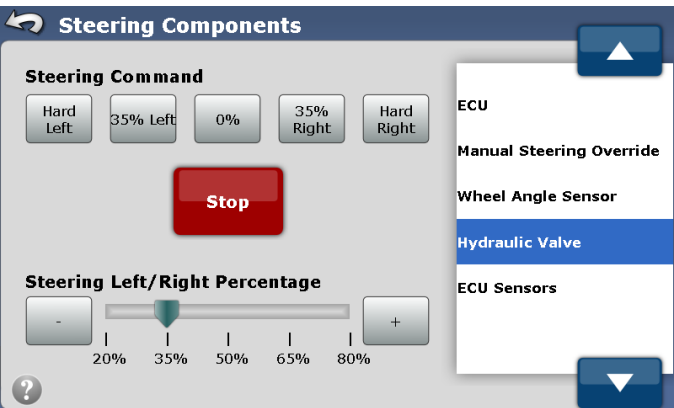 Steering Components
Steering Command
Hard
Left
35% Left
0%
35%
Right
Hard
Right
Stop
Steering Left/Right Percentage
-
+
20% 35% 50% 65% 80%
?
ECU
Manual Steering Override
Wheel Angle Sensor
Hydraulic Valve
ECU Sensors